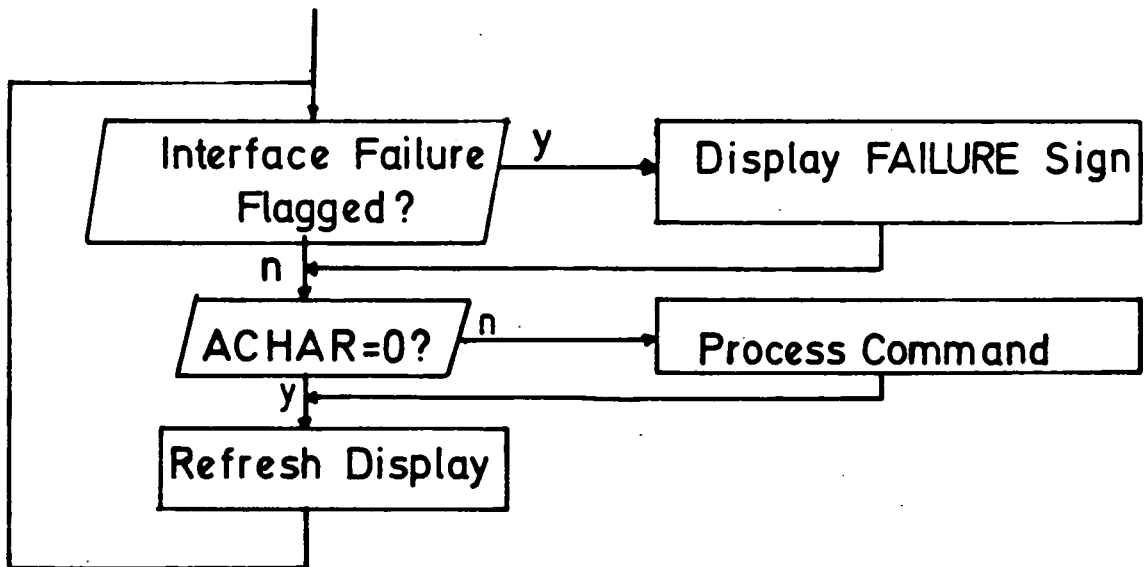 Interface Failure
Flagged?
y
Display FAILURE Sign
n
ACHAR=0?
n
Process Command
y
Refresh Display